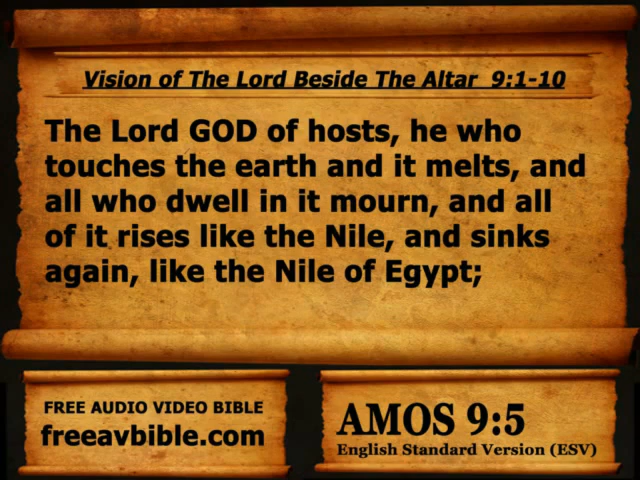 Vision of The Lord Beside The Altar 9:1-10
The Lord GOD of hosts, he who
touches the earth and it melts, and
all who dwell in it mourn, and all
of it rises like the Nile, and sinks
again, like the Nile of Egypt;
FREE AUDIO VIDEO BIBLE
freeavbible.com
AMOS 9:5
English Standard Version (ESV)